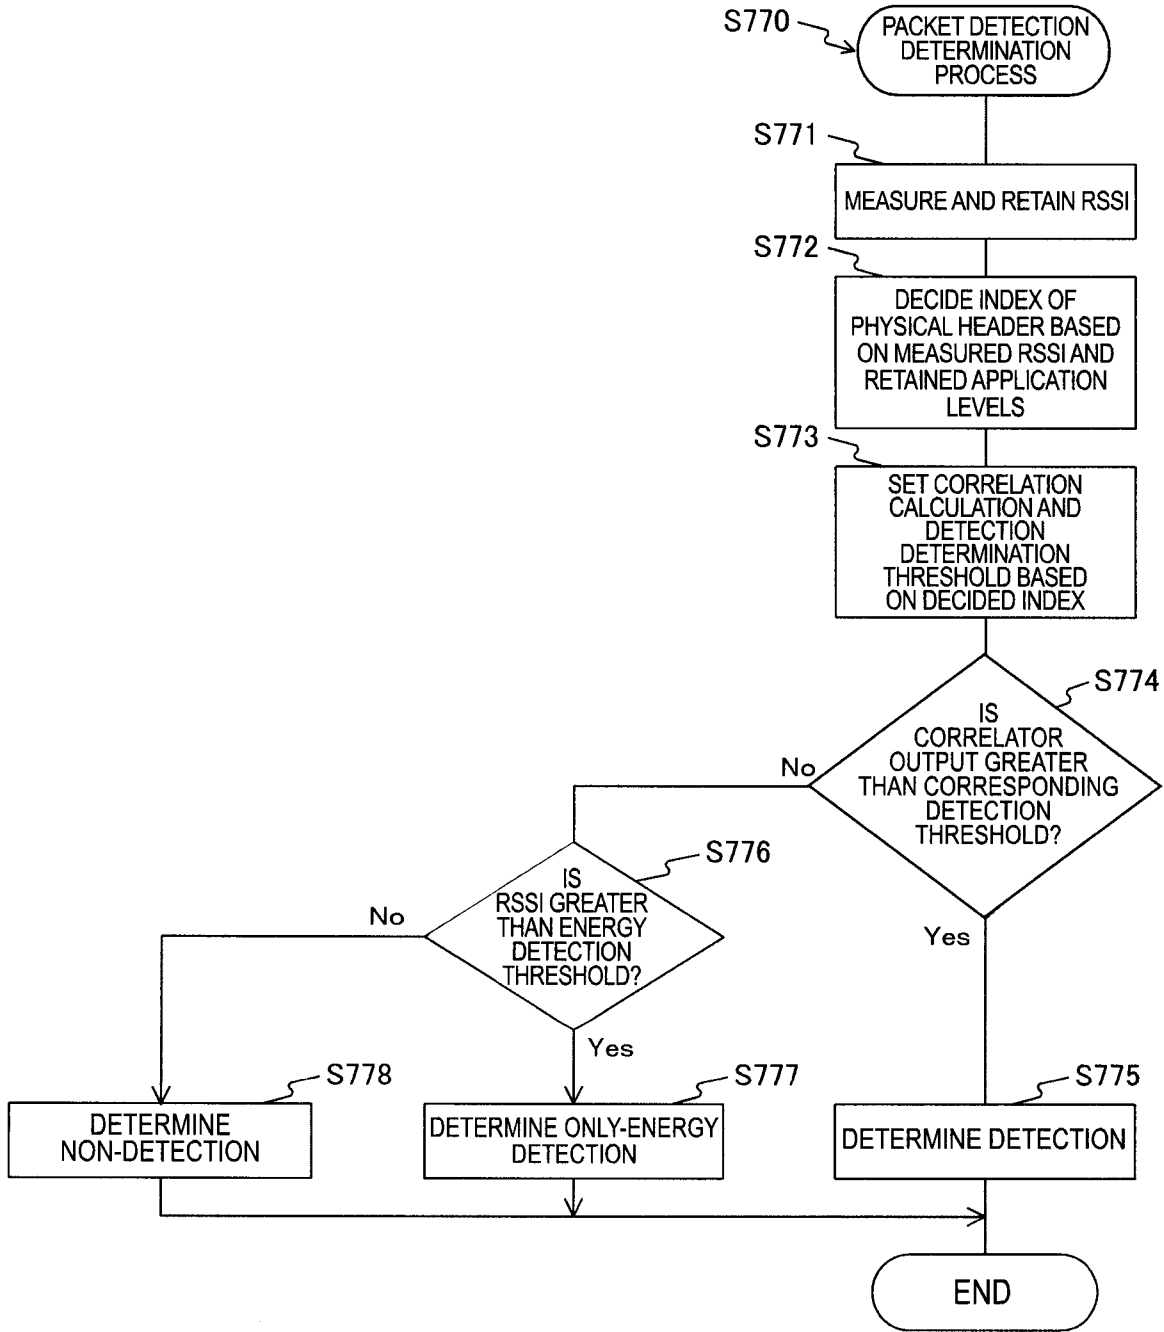 S770
PACKET DETECTION
DETERMINATION
PROCESS
S771
MEASURE AND RETAIN RSSI
S772
DECIDE INDEX OF
PHYSICAL HEADER BASED
ON MEASURED RSSI AND
RETAINED APPLICATION
LEVELS
S773
SET CORRELATION
CALCULATION AND
DETECTION
DETERMINATION
THRESHOLD BASED
ON DECIDED INDEX
S774
IS
CORRELATOR
OUTPUT GREATER
THAN CORRESPONDING
DETECTION
THRESHOLD?
No
Yes
S776
IS
RSSI GREATER
THAN ENERGY
DETECTION
THRESHOLD?
No
Yes
S778
DETERMINE
NON-DETECTION
S777
DETERMINE ONLY-ENERGY
DETECTION
S775
DETERMINE DETECTION
END